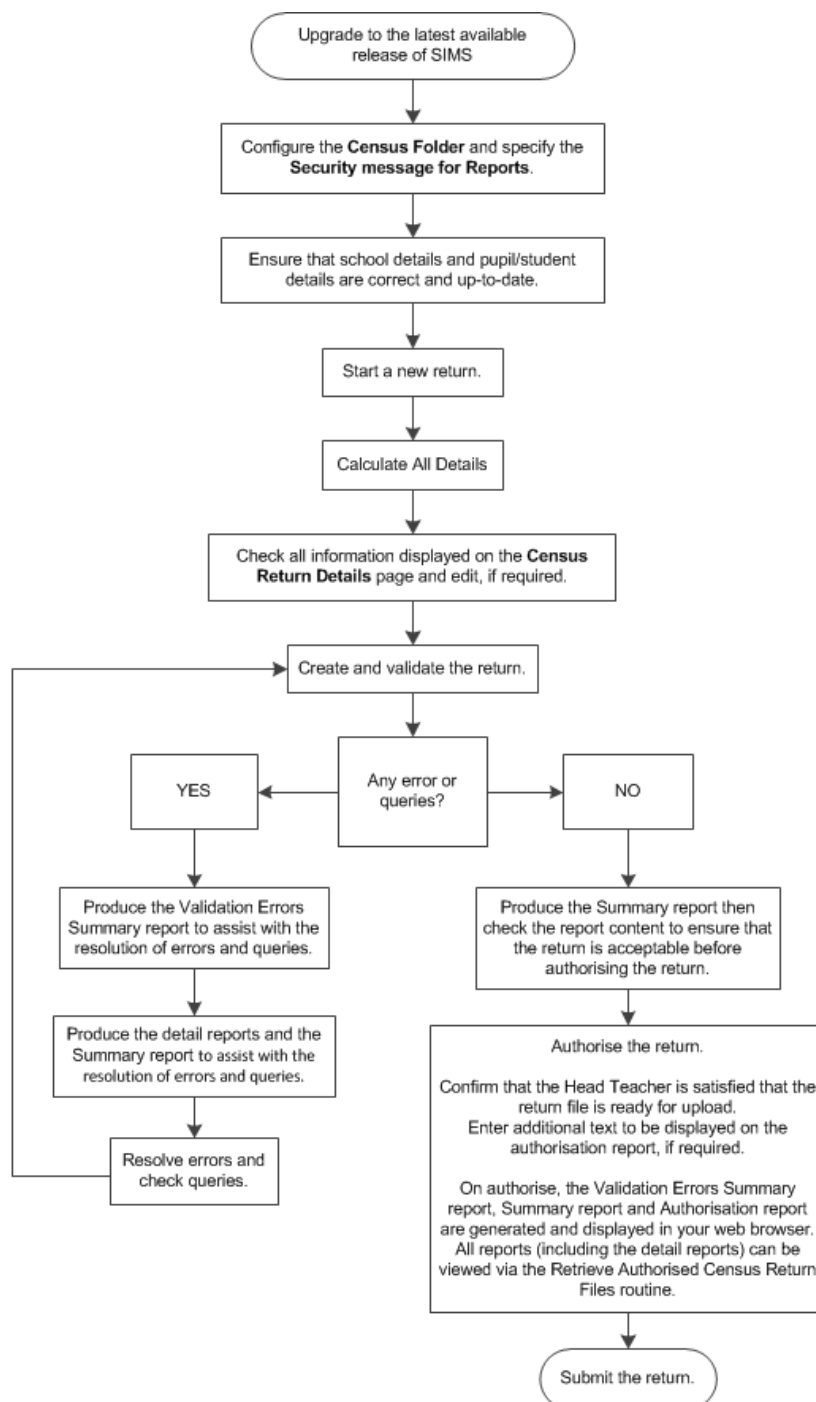 Upgrade to the latest available
release of SIMS
Configure the Census Folder and specify the
Security message for Reports.
Ensure that school details and pupil/student
details are correct and up-to-date.
Start a new return.
Calculate All Details
Check all information displayed on the Census
Return Details page and edit, if required.
Create and validate the return.
Any error or
queries?
YES
NO
Produce the Validation Errors
Summary report to assist with the
resolution of errors and queries.
Produce the detail reports and the
Summary report to assist with the
resolution of errors and queries.
Resolve errors and
check queries.
Produce the Summary report then
check the report content to ensure that
the return is acceptable before
authorising the return.
Authorise the return.
Confirm that the Head Teacher is satisfied that the
return file is ready for upload.
Enter additional text to be displayed on the
authorisation report, if required.
On authorise, the Validation Errors Summary
report, Summary report and Authorisation report
are generated and displayed in your web browser.
All reports (including the detail reports) can be
viewed via the Retrieve Authorised Census Return
Files routine.
Submit the return.